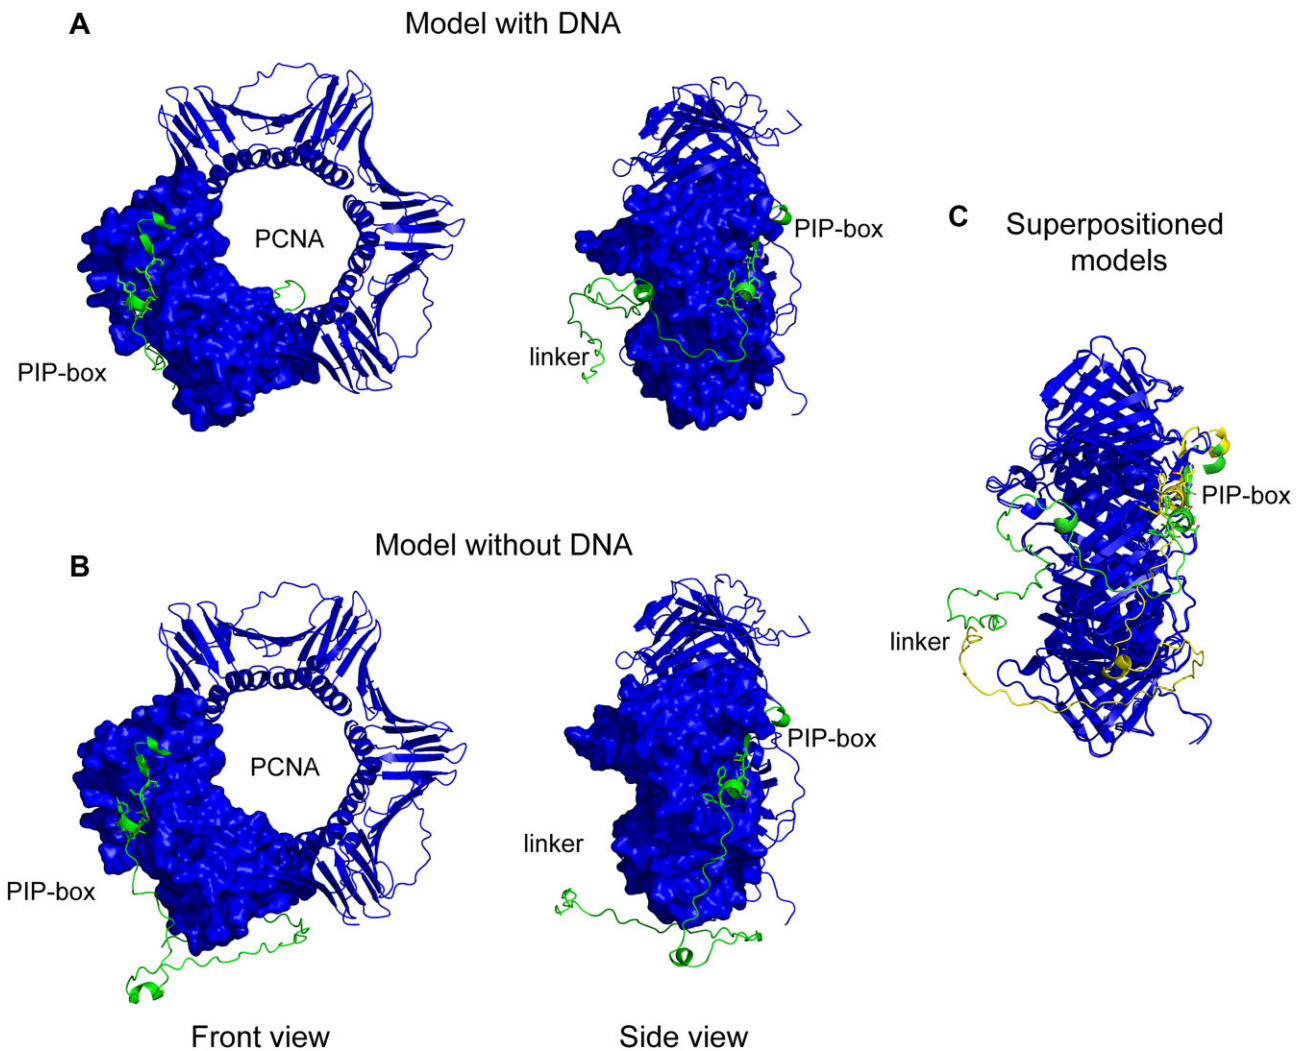 A
Model with DNA
PCNA
PIP-box
PIP-box
linker
C
Superpositioned
models
PIP-box
linker
B
Model without DNA
PCNA
PIP-box
PIP-box
linker
Front view
Side view